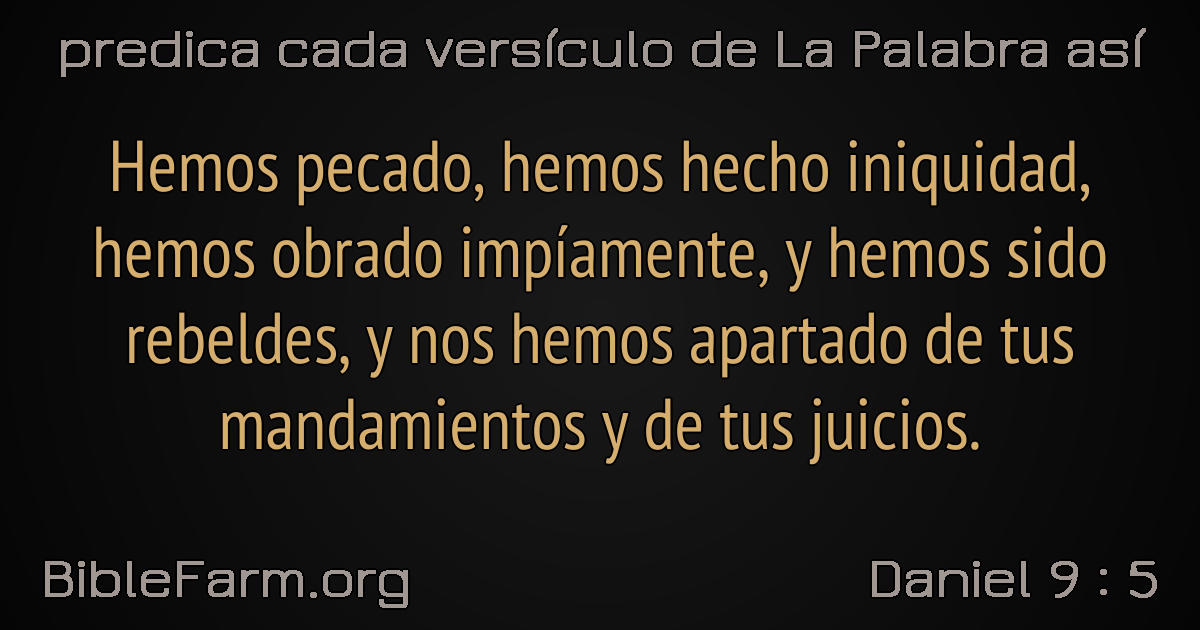 predica cada versículo de La Palabra así
Hemos pecado, hemos hecho iniquidad,
hemos obrado impíamente, y hemos sido
rebeldes, y nos hemos apartado de tus
mandamientos y de tus juicios.
BibleFarm.org
Daniel 9 : 5